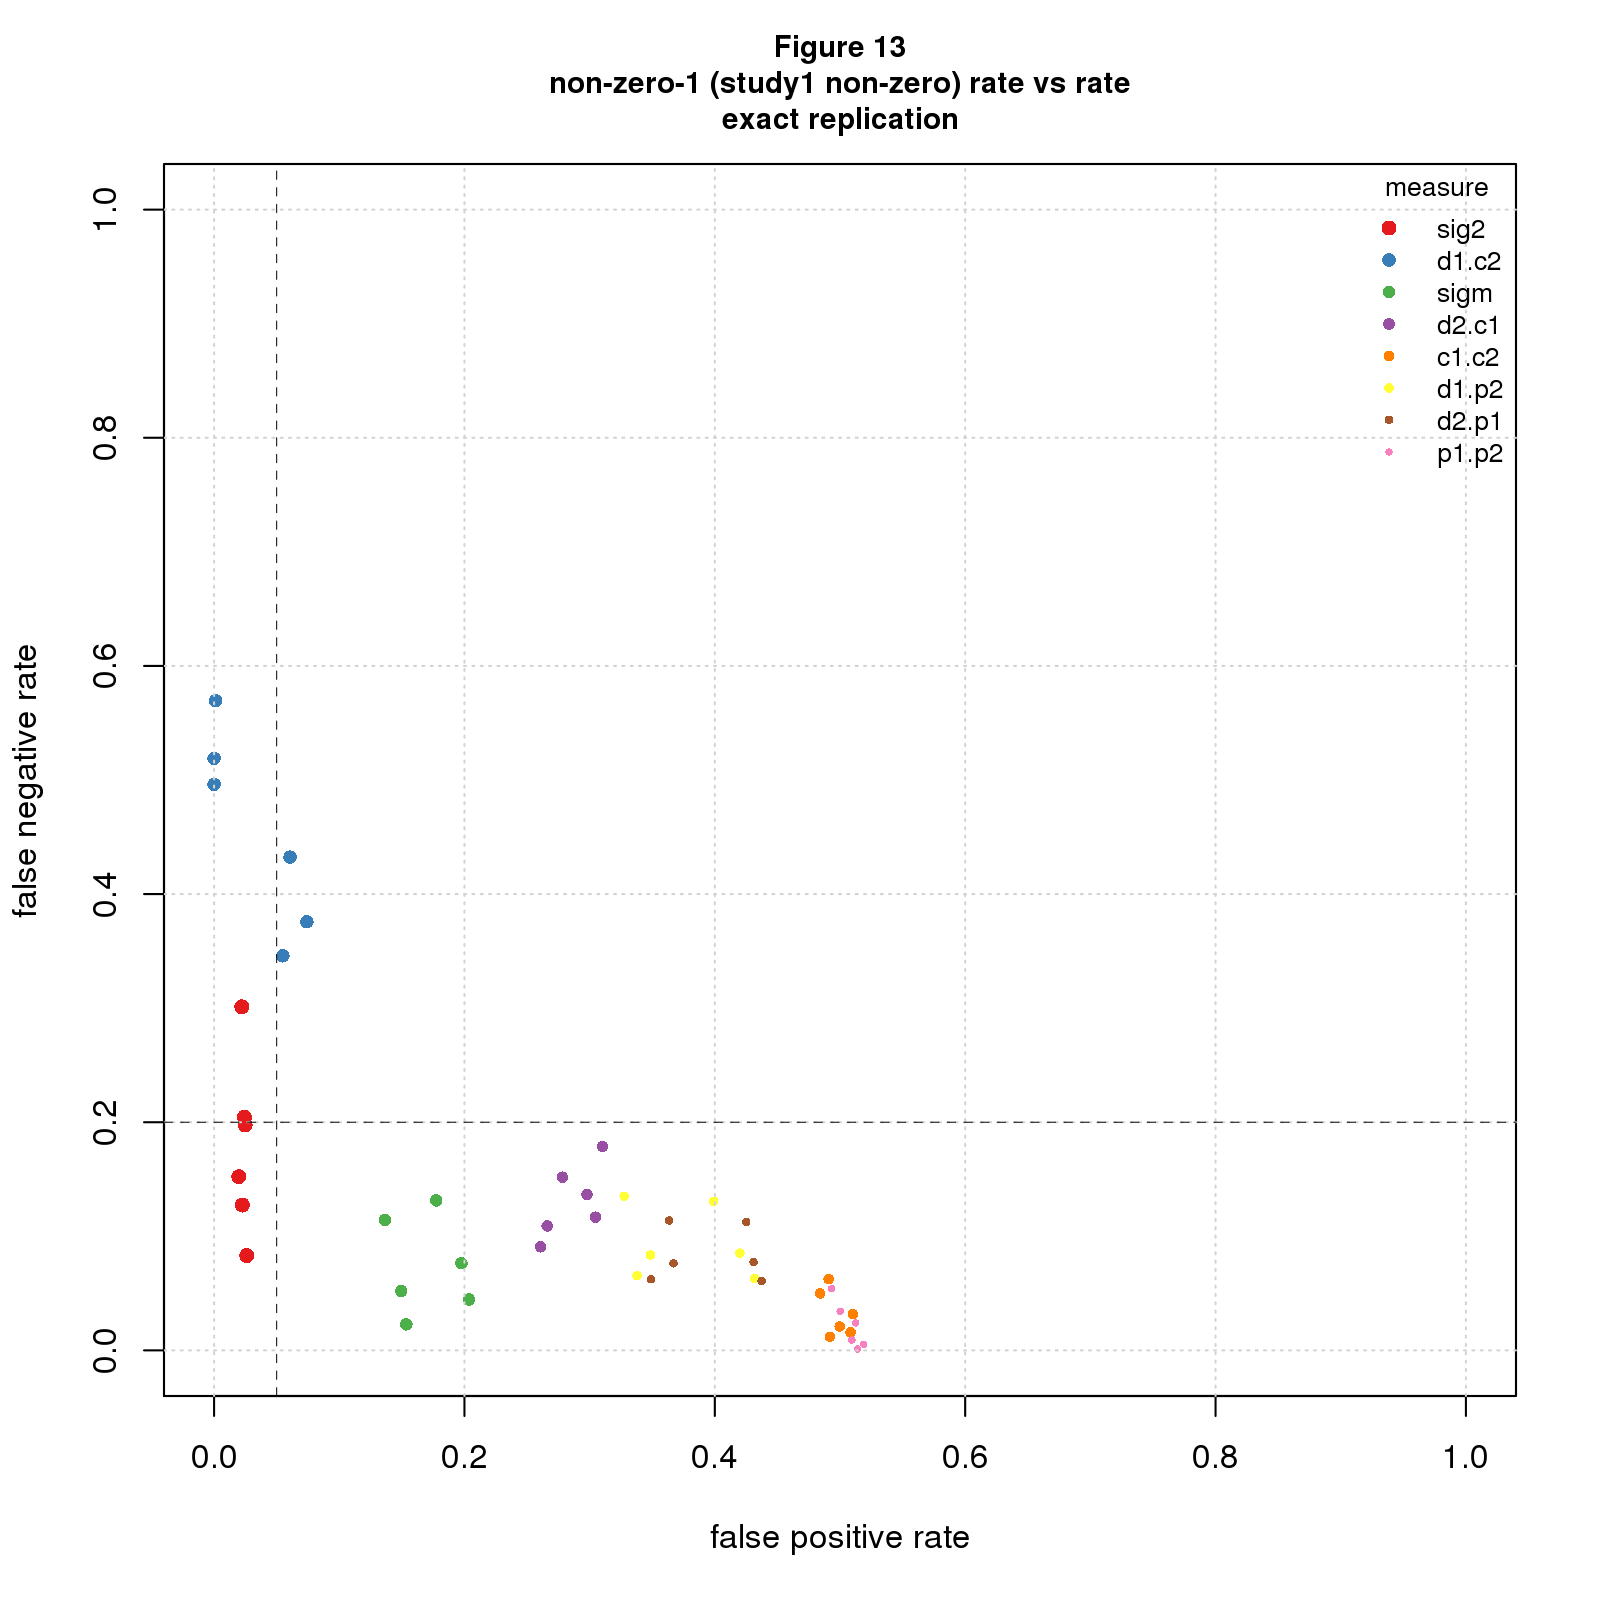 Figure 13
non-zero-1 (study1 non-zero) rate vs rate
exact replication
measure
sig2
d1.c2
sigm
d2.c1
c1.c2
d1.p2
d2.p1
p1.p2
false negative rate
1.0
0.8
0.6
0.4
0.2
0.0
0.0 0.2 0.4 0.6 0.8 1.0
false positive rate